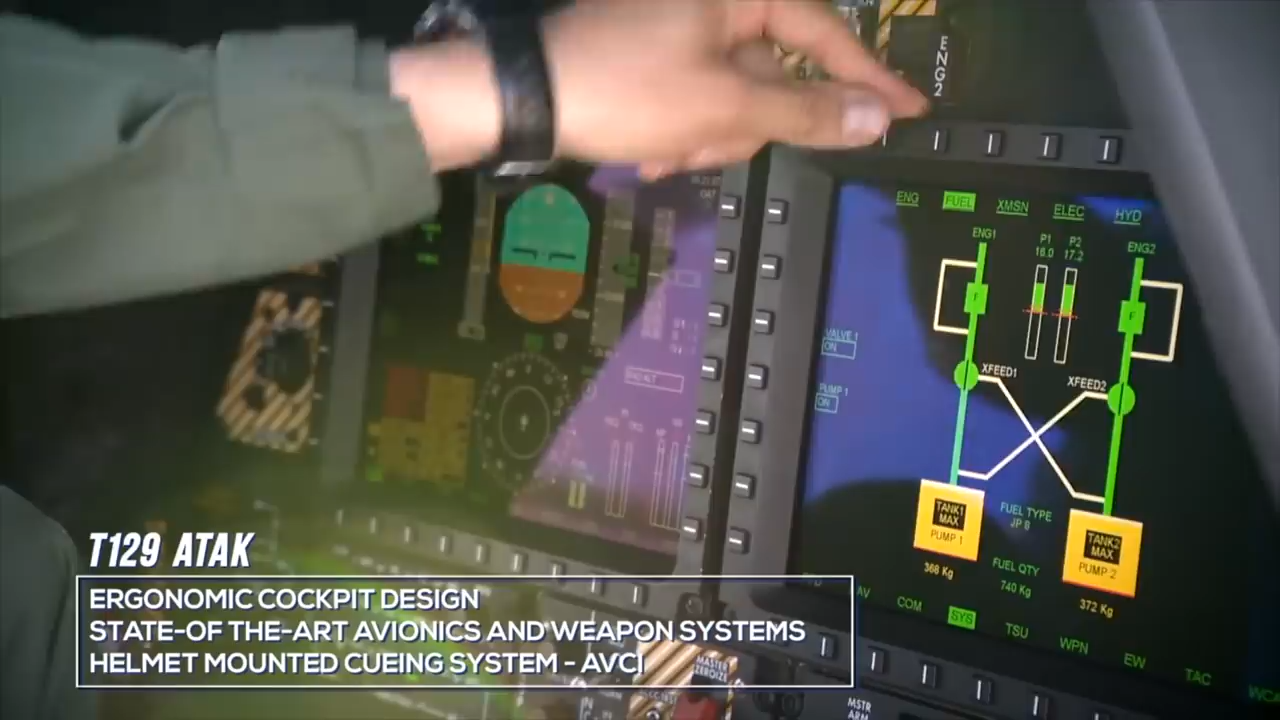 ENG2
ENG FUEL XMSN ELEC HYD
ENG1
P1 P2
ENG2
16.0 17.2
F
F
VALVE 1
ON
XFEED1
XFEED2
PUMP 1
ON
TANK1
MAX
PUMP 1
FUEL TYPE
JP 8
TANK2
MAX
PUMP 2
368 Kg
FUEL QTY
740 Kg
372 Kg
AV
COM
SYS
TSU
WPN
EW
TAC
T129 ATAK
ERGONOMIC COCKPIT DESIGN
STATE-OF THE-ART AVIONICS AND WEAPON SYSTEMS
HELMET MOUNTED CUEING SYSTEM - AVCI
MASTER
ZEROIZE
MSTR
ARM